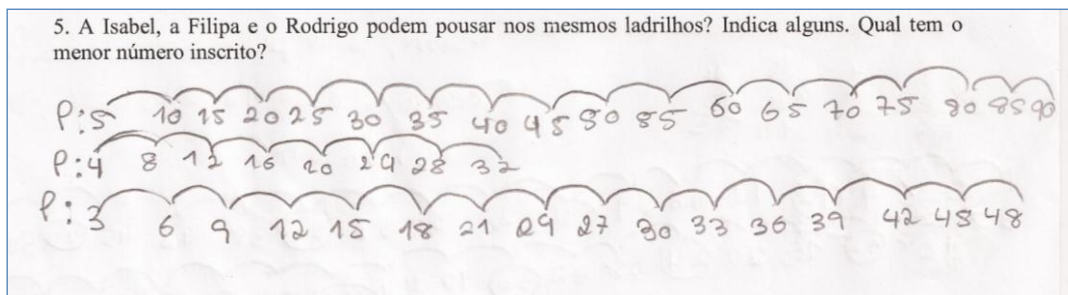 5. A Isabel, a Filipa e o Rodrigo podem pousar nos mesmos ladrilhos? Indica alguns. Qual tem o
menor número inscrito?
P:5 10 15 20 25 30 35 40 45 50 55 60 65 70 75 80 85 90
P:4 8 12 16 20 24 28 32
P:3 6 9 12 15 18 21 24 27 30 33 36 39 42 45 48